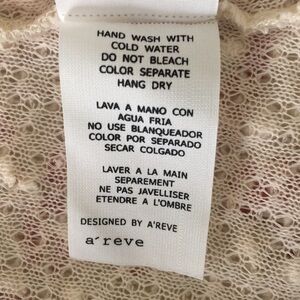 HAND WASH WITH
COLD WATER
DO NOT BLEACH
COLOR SEPARATE
HANG DRY
LAVA A MANO CON
AGUA FRIA
NO USE BLANQUEADOR
COLOR POR SEPARADO
SECAR COLGADO
LAVER A LA MAIN
SEPAREMENT
NE PAS JAVELLISER
ETENDRE A L'OMBRE
DESIGNED BY A'REVE
a'reve